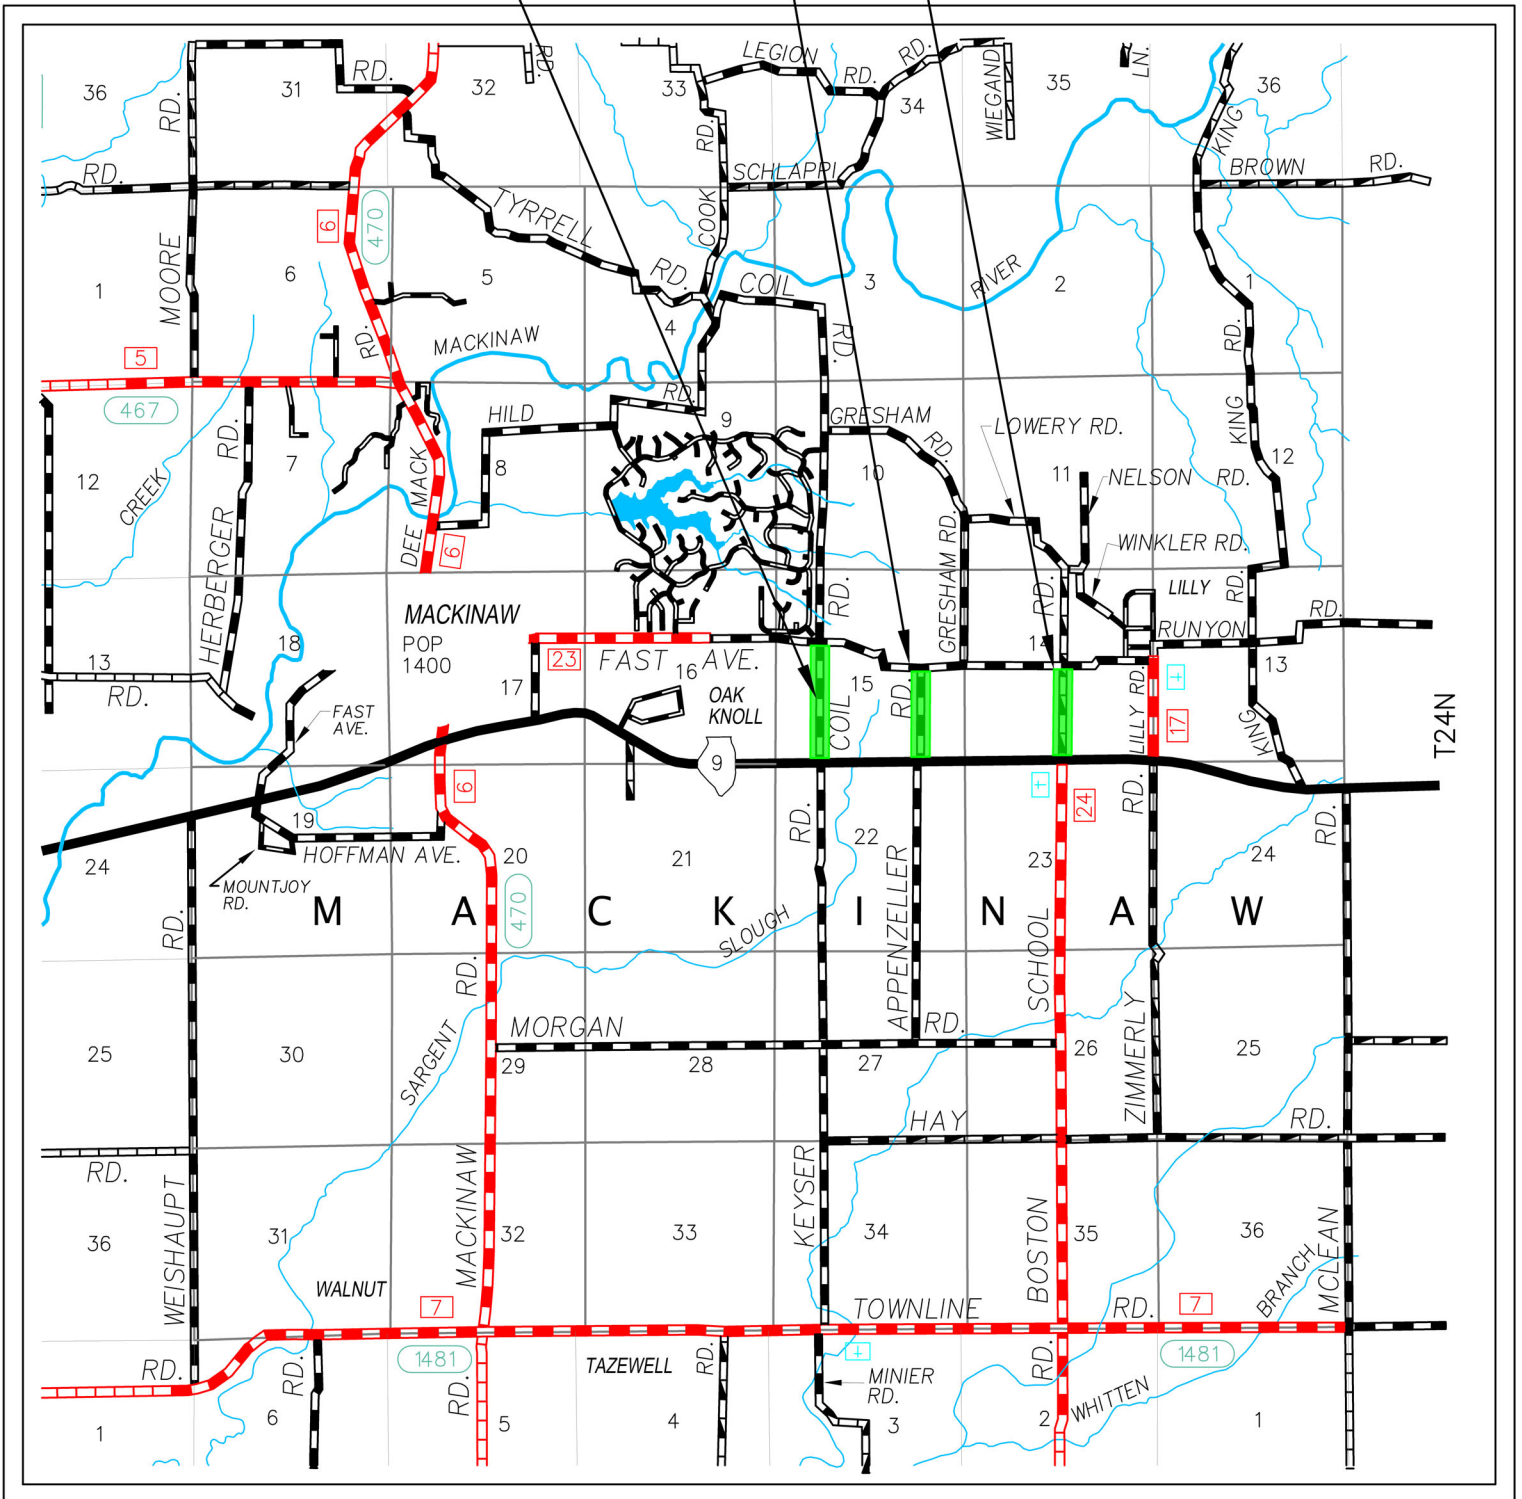 LEGION
RD.
RD.
RD.
RD.
RD.
LN.
WIEGAND
KING
36
31
32
33
34
35
36
RD.
RD.
SCHLAPPI
BROWN
RD.
RD.
TYRRELL
COOK
MOORE
6
470
RD.
COIL
RIVER
1
6
5
4
3
2
1
RD.
MACKINAW
RD.
RD.
5
467
RD.
HILD
RD.
9
GRESHAM
RD.
LOWERY RD.
KING
12
CREEK
7
MACK
8
10
11
NELSON
RD.
12
HERBERGER
DEE
6
GRESHAM RD.
WINKLER RD.
MACKINAW
POP
1400
RD.
RD.
LILLY
RD.
RD.
RUNYON
13
RD.
18
23
FAST
AVE.
17
16
OAK
KNOLL
15
14
13
FAST
AVE.
COIL
RD.
LILLY RD.
17
KING
T24N
9
6
24
19
HOFFMAN AVE.
MOUNTJOY
RD.
20
21
RD.
22
23
24
RD.
24
RD.
M A C K I N A W
RD.
470
RD.
SLOUGH
APPENZELLER
SCHOOL
ZIMMERLY
MORGAN
RD.
25
30
SARGENT
29
28
27
26
25
HAY
RD.
RD.
WEISHAUPT
MACKINAW
KEYSER
BOSTON
MCLEAN
36
31
32
33
34
35
36
WALNUT
7
TOWNLINE
RD.
7
BRANCH
1481
1481
RD.
RD.
RD.
TAZEWELL
RD.
MINIER
RD.
RD.
WHITTEN
1
6
5
4
3
2
1